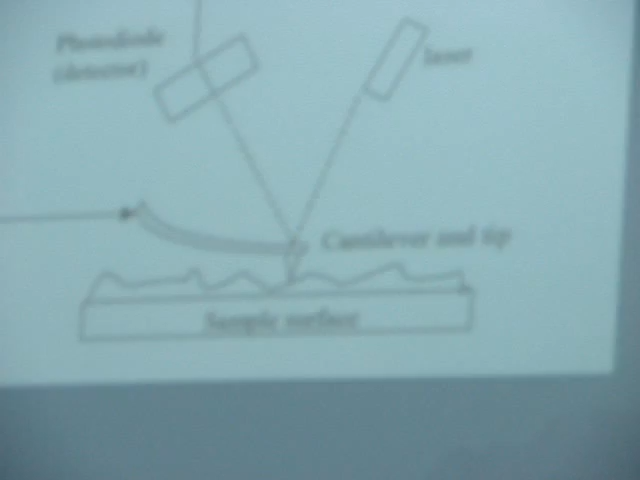 Photodiode
(detector)
laser
Cantilever and tip
Sample surface